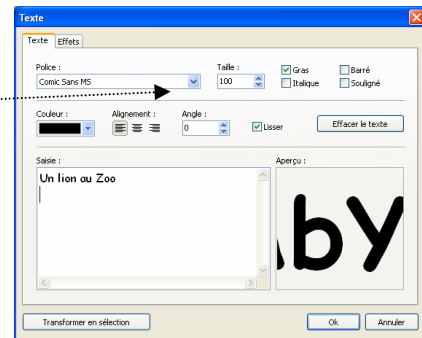 Texte
Texte Effets
Police : Taille :
Comic Sans MS 100 Gras Barré
Italique Souligné
Couleur : Alignement : Angle :
0 Lisser Effacer le texte
Saisie : Aperçu :
Un lion au Zoo
AbY
Transformer en sélection Ok Annuler